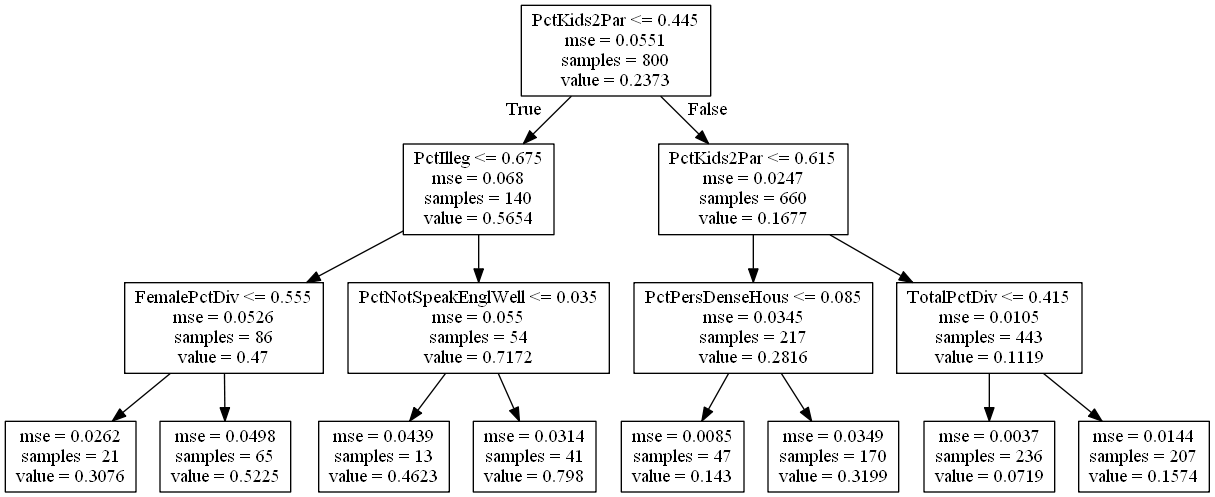 PctKids2Par <= 0.445
mse = 0.0551
samples = 800
value = 0.2373
True
False
PctIlleg <= 0.675
mse = 0.068
samples = 140
value = 0.5654
PctKids2Par <= 0.615
mse = 0.0247
samples = 660
value = 0.1677
FemalePctDiv <= 0.555
mse = 0.0526
samples = 86
value = 0.47
PctNotSpeakEnglWell <= 0.035
mse = 0.055
samples = 54
value = 0.7172
PctPersDenseHous <= 0.085
mse = 0.0345
samples = 217
value = 0.2816
TotalPctDiv <= 0.415
mse = 0.0105
samples = 443
value = 0.1119
mse = 0.0262
samples = 21
value = 0.3076
mse = 0.0498
samples = 65
value = 0.5225
mse = 0.0439
samples = 13
value = 0.4623
mse = 0.0314
samples = 41
value = 0.798
mse = 0.0085
samples = 47
value = 0.143
mse = 0.0349
samples = 170
value = 0.3199
mse = 0.0037
samples = 236
value = 0.0719
mse = 0.0144
samples = 207
value = 0.1574